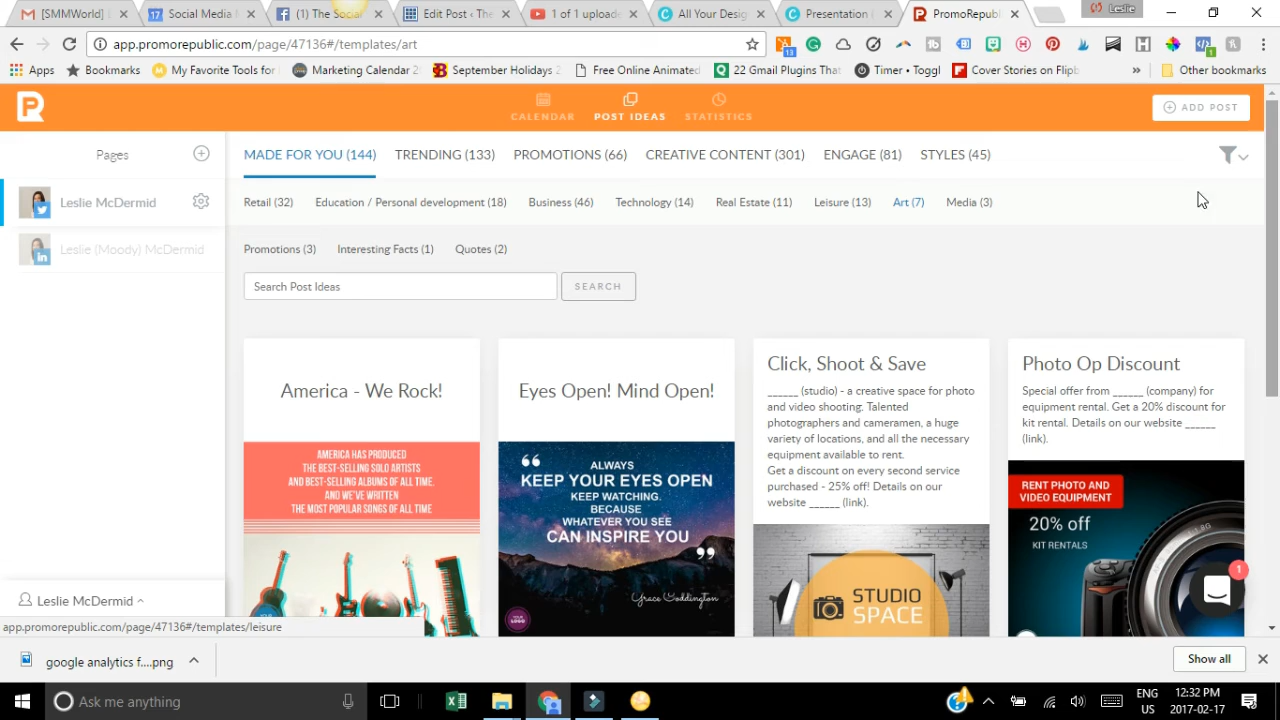 [SMMWorld]
Social Media
(1) The Social
Edit Post ‹ The
1 of 1 upload
All Your Desig
Presentation (
PromoRepubl
Leslie
app.promorepublic.com/page/47136#/templates/art
Apps
Bookmarks
My Favorite Tools for
Marketing Calendar 2
September Holidays 2
Free Online Animated
22 Gmail Plugins That
Timer • Toggl
Cover Stories on Flipb
»
Other bookmarks
CALENDAR
POST IDEAS
STATISTICS
ADD POST
Pages
MADE FOR YOU (144)
TRENDING (133)
PROMOTIONS (66)
CREATIVE CONTENT (301)
ENGAGE (81)
STYLES (45)
Leslie McDermid
Retail (32)
Education / Personal development (18)
Business (46)
Technology (14)
Real Estate (11)
Leisure (13)
Art (7)
Media (3)
Leslie (Moody) McDermid
Promotions (3)
Interesting Facts (1)
Quotes (2)
Search Post Ideas
SEARCH
America - We Rock!
AMERICA HAS PRODUCED
THE BEST-SELLING SOLO ARTISTS
AND BEST-SELLING ALBUMS OF ALL TIME.
AND WE'VE WRITTEN
THE MOST POPULAR SONGS OF ALL TIME
Eyes Open! Mind Open!
ALWAYS
KEEP YOUR EYES OPEN
KEEP WATCHING.
BECAUSE
WHATEVER YOU SEE
CAN INSPIRE YOU
Grace Coddington
Click, Shoot & Save
______ (studio) - a creative space for photo
and video shooting. Talented
photographers and cameramen, a huge
variety of locations, and all the necessary
equipment available to rent.
Get a discount on every second service
purchased - 25% off! Details on our
website ______ (link).
STUDIO
SPACE
Photo Op Discount
Special offer from ______ (company) for
equipment rental. Get a 20% discount for
kit rental. Details on our website ______
(link).
RENT PHOTO AND
VIDEO EQUIPMENT
20% off
KIT RENTALS
1
Leslie McDermid
app.promorepublic.com/page/47136#/templates/leisure
google analytics f....png
Show all
Ask me anything
ENG
US
12:32 PM
2017-02-17